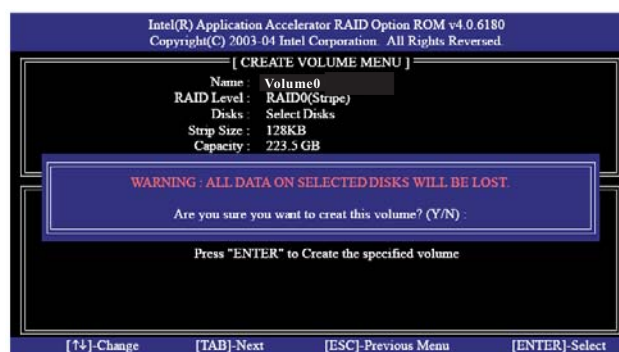 Intel(R) Application Accelerator RAID Option ROM v4.0.6180
Copyright(C) 2003-04 Intel Corporation. All Rights Reversed.
[ CREATE VOLUME MENU ]
Name : Volume0
RAID Level : RAID0(Stripe)
Disks : Select Disks
Strip Size : 128KB
Capacity : 223.5 GB
WARNING : ALL DATA ON SELECTED DISKS WILL BE LOST.
Are you sure you want to creat this volume? (Y/N) :
Press "ENTER" to Create the specified volume
[↑↓]-Change [TAB]-Next [ESC]-Previous Menu [ENTER]-Select